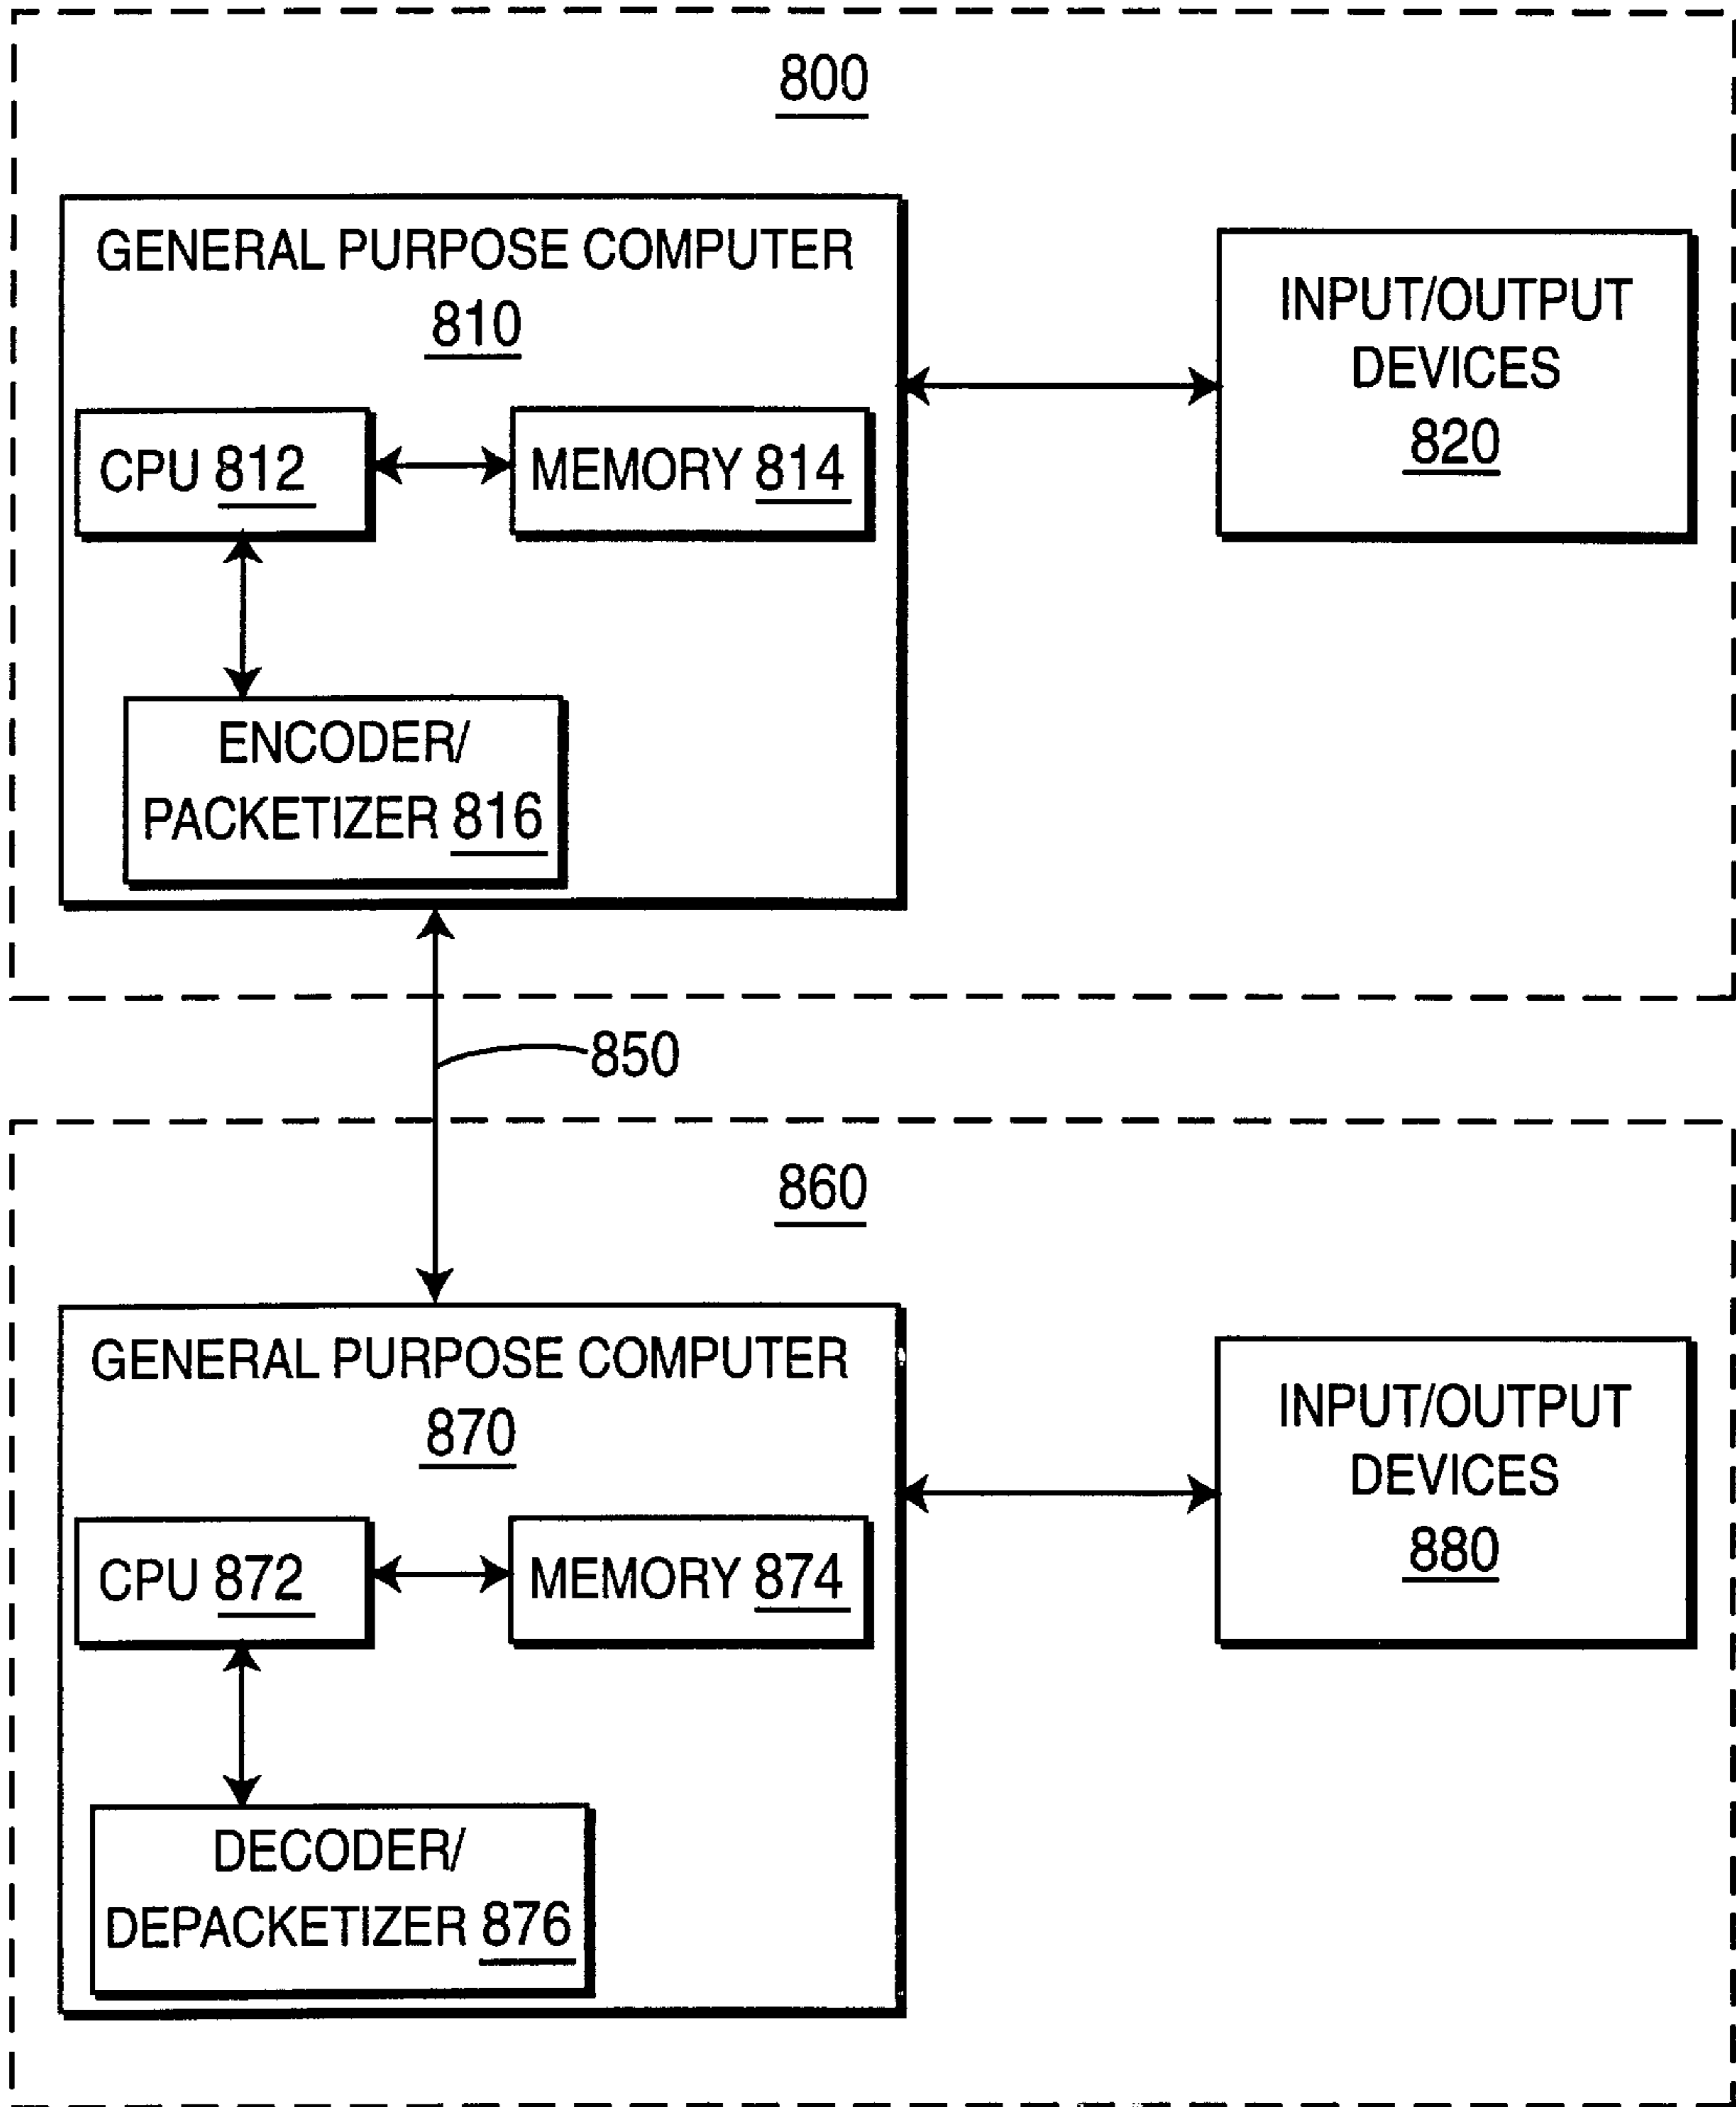 800
GENERAL PURPOSE COMPUTER
810
INPUT/OUTPUT
DEVICES
820
CPU 812
MEMORY 814
ENCODER/
PACKETIZER 816
850
860
GENERAL PURPOSE COMPUTER
870
INPUT/OUTPUT
DEVICES
880
CPU 872
MEMORY 874
DECODER/
DEPACKETIZER 876